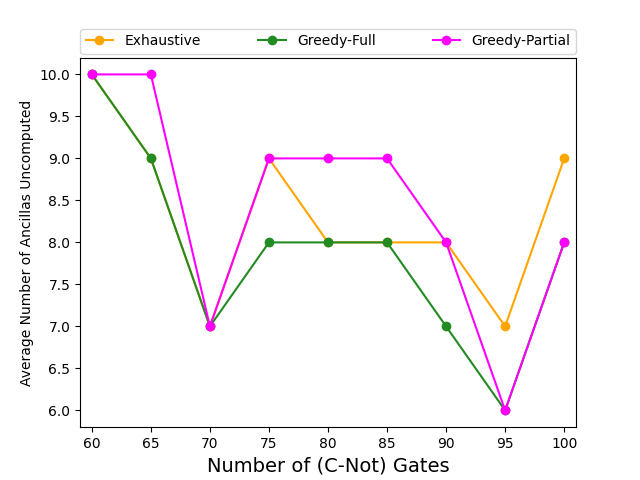 Exhaustive Greedy-Full Greedy-Partial
10.0
9.5
9.0
8.5
8.0
7.5
7.0
6.5
6.0
Average Number of Ancillas Uncomputed
60 65 70 75 80 85 90 95 100
Number of (C-Not) Gates